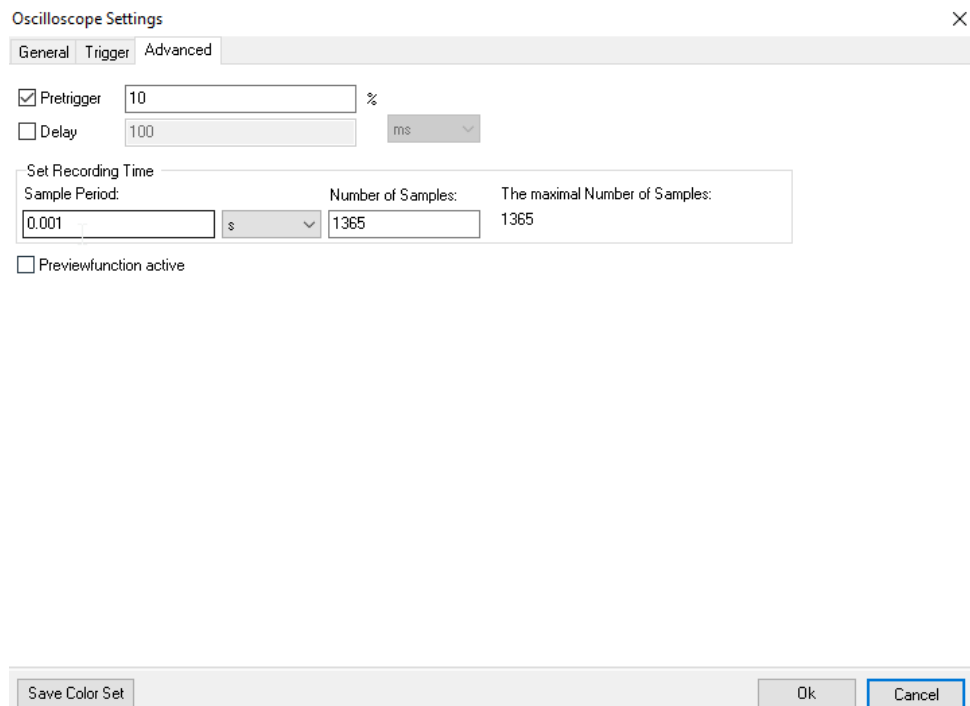 Oscilloscope Settings
General Trigger Advanced
Pretrigger 10 %
Delay 100 ms
Set Recording Time
Sample Period: Number of Samples: The maximal Number of Samples:
0.001 s 1365 1365
Previewfunction active
Save Color Set Ok Cancel